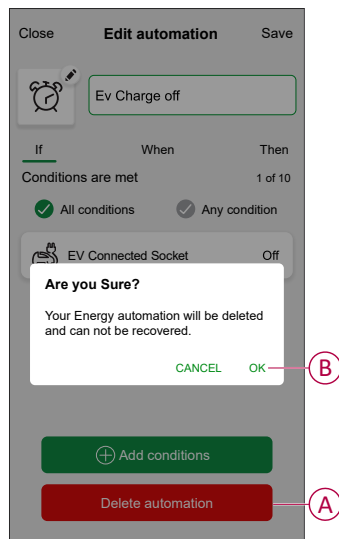 Close Edit automation Save
Ev Charge off
If When Then
Conditions are met 1 of 10
All conditions Any condition
EV Connected Socket Off
Are you Sure?
Your Energy automation will be deleted
and can not be recovered.
CANCEL OK
B
Add conditions
Delete automation
A